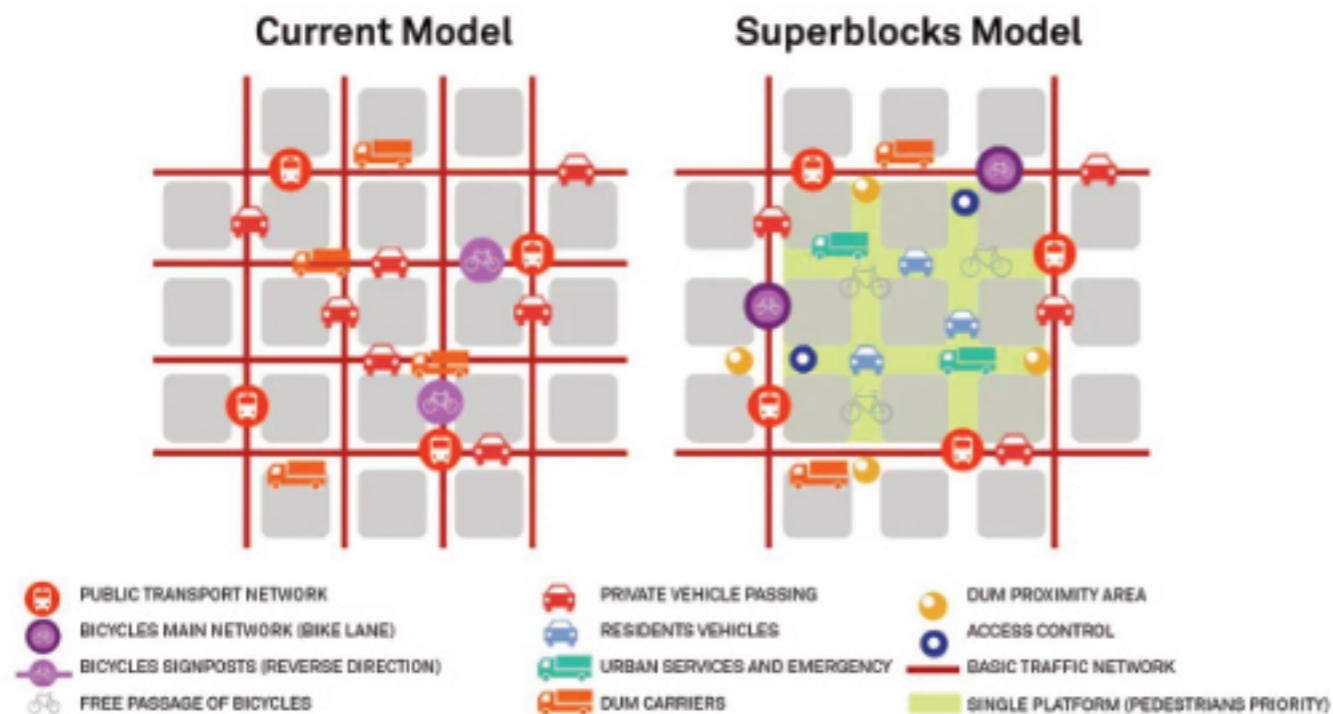 Current Model
Superblocks Model
PUBLIC TRANSPORT NETWORK
BICYCLES MAIN NETWORK (BIKE LANE)
BICYCLES SIGNPOSTS (REVERSE DIRECTION)
FREE PASSAGE OF BICYCLES
PRIVATE VEHICLE PASSING
RESIDENTS VEHICLES
URBAN SERVICES AND EMERGENCY
DUM CARRIERS
DUM PROXIMITY AREA
ACCESS CONTROL
BASIC TRAFFIC NETWORK
SINGLE PLATFORM (PEDESTRIANS PRIORITY)